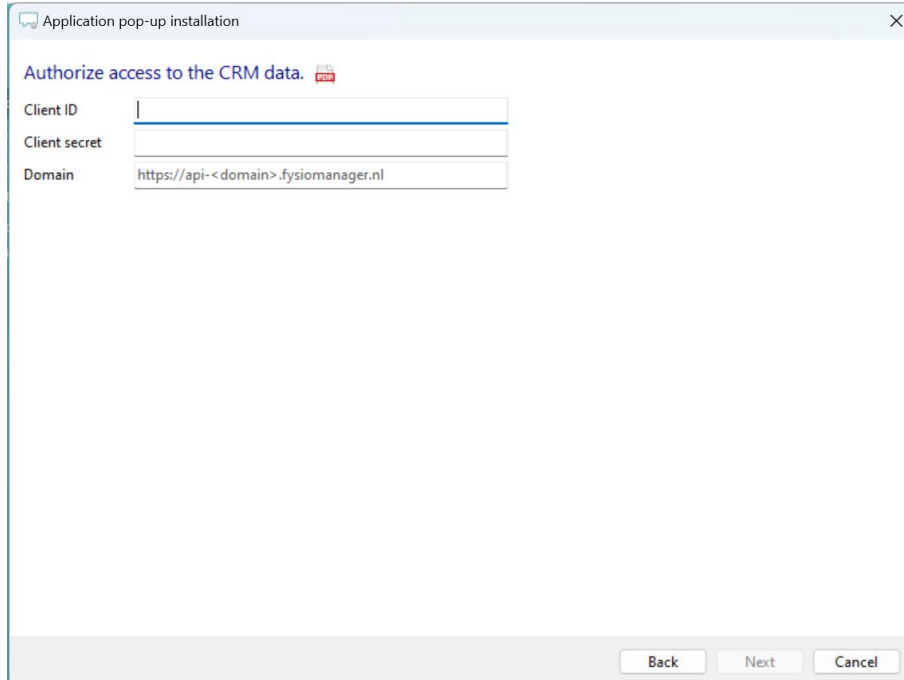 Application pop-up installation
Authorize access to the CRM data. PDF
Client ID
Client secret
Domain https://api-<domain>.fysiomanager.nl
Back Next Cancel